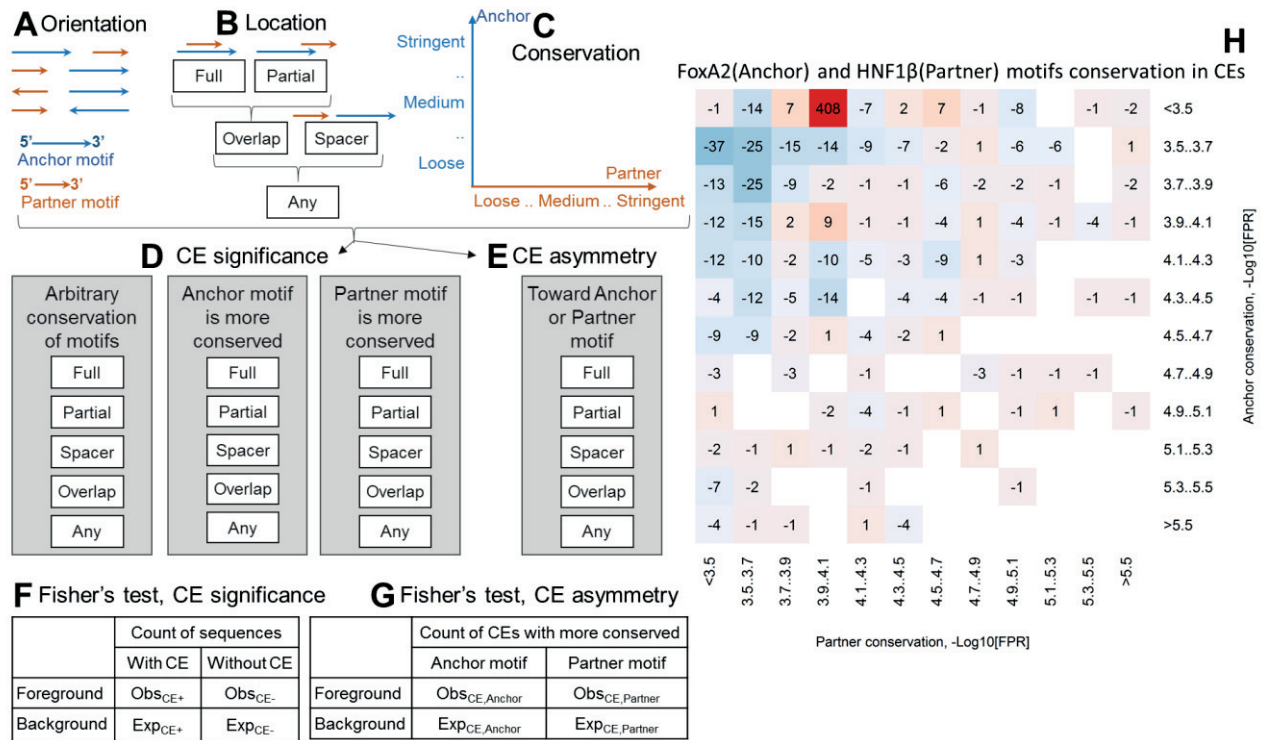 A Orientation
5' 3'
Anchor motif
5' 3'
Partner motif
B Location
Full Partial
Overlap Spacer
Any
C
Conservation
Anchor
Stringent
..
Medium
..
Loose
Partner
Loose .. Medium .. Stringent
D CE significance
Arbitrary
conservation
of motifs
Full
Partial
Spacer
Overlap
Any
Anchor motif
is more
conserved
Full
Partial
Spacer
Overlap
Any
Partner motif
is more
conserved
Full
Partial
Spacer
Overlap
Any
E CE asymmetry
Toward Anchor
or Partner
motif
Full
Partial
Spacer
Overlap
Any
F Fisher's test, CE significance
Count of sequences
With CE Without CE
Foreground ObsCE+ ObsCE-
Background ExpCE+ ExpCE-
G Fisher's test, CE asymmetry
Count of CEs with more conserved
Anchor motif Partner motif
Foreground ObsCE,Anchor ObsCE,Partner
Background ExpCE,Anchor ExpCE,Partner
H
FoxA2(Anchor) and HNF1β(Partner) motifs conservation in CEs
-1 -14 7 408 -7 2 7 -1 -8 -1 -2 <3.5
-37 -25 -15 -14 -9 -7 -2 1 -6 -6 1 3.5..3.7
-13 -25 -9 -2 -1 -1 -6 -2 -2 -1 -2 3.7..3.9
-12 -15 2 9 -1 -1 -4 1 -4 -1 -4 -1 3.9..4.1
-12 -10 -2 -10 -5 -3 -9 1 -3 4.1..4.3
-4 -12 -5 -14 -4 -4 -1 -1 -1 -1 4.3..4.5
-9 -9 -2 1 -4 -2 1 4.5..4.7
-3 -3 -1 -3 -1 -1 -1 4.7..4.9
1 -2 -4 -1 1 -1 1 -1 4.9..5.1
-2 -1 1 -1 -2 -1 1 5.1..5.3
-7 -2 -1 -1 5.3..5.5
-4 -1 -1 1 -4 >5.5
Anchor conservation, -Log10[FPR]
<3.5 3.5..3.7 3.7..3.9 3.9..4.1 4.1..4.3 4.3..4.5 4.5..4.7 4.7..4.9 4.9..5.1 5.1..5.3 5.3..5.5 >5.5
Partner conservation, -Log10[FPR]